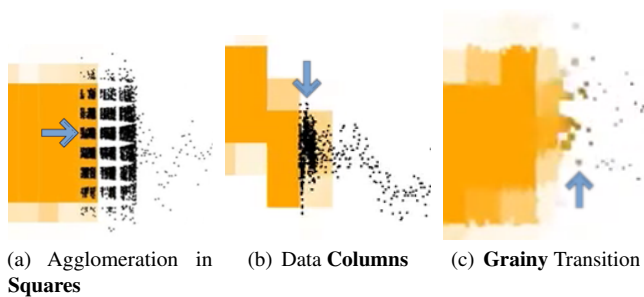 (a) Agglomeration in
Squares
(b) Data Columns
(c) Grainy Transition